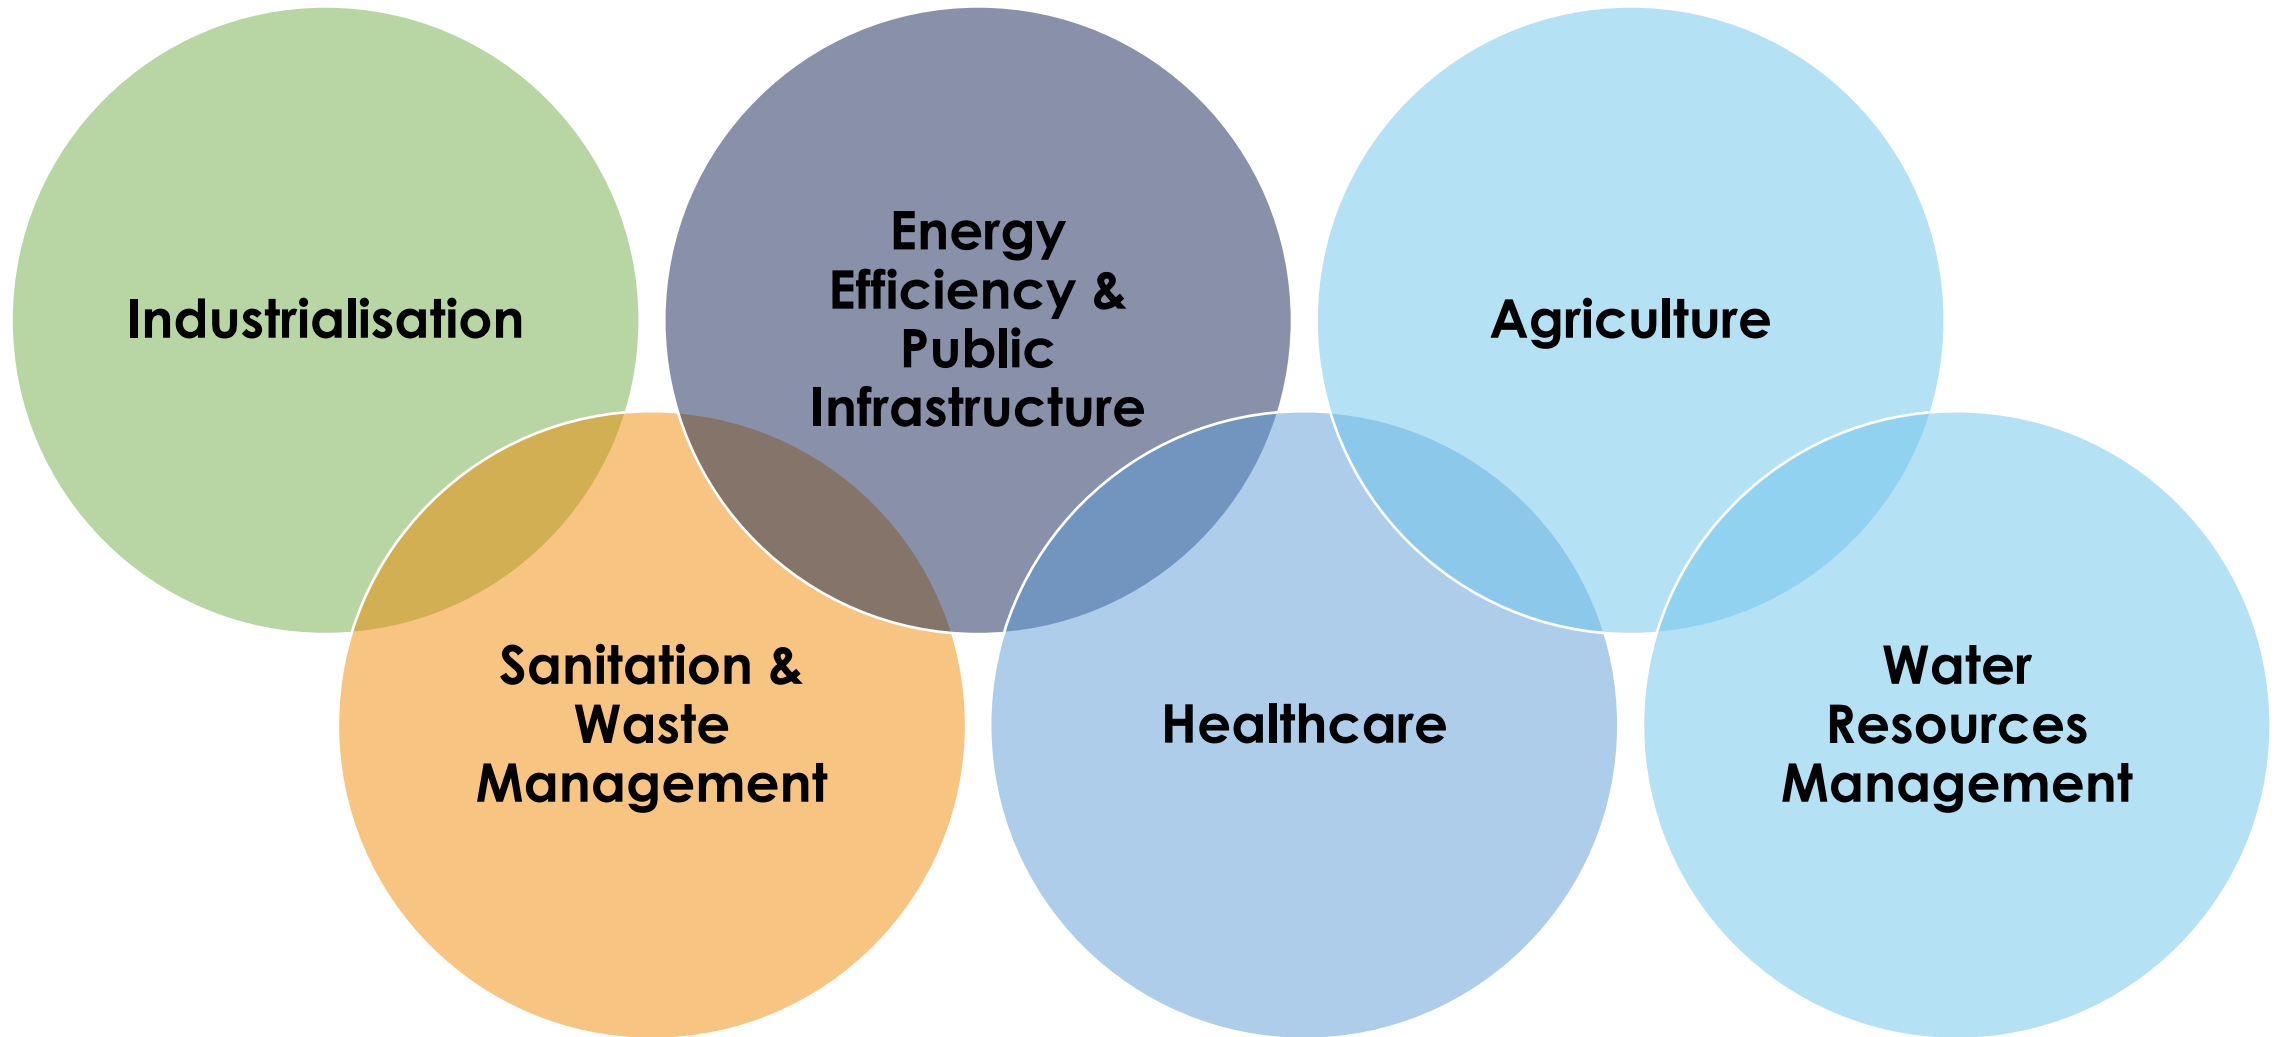 Industrialisation
Energy
Efficiency &
Public
Infrastructure
Agriculture
Sanitation &
Waste
Management
Healthcare
Water
Resources
Management